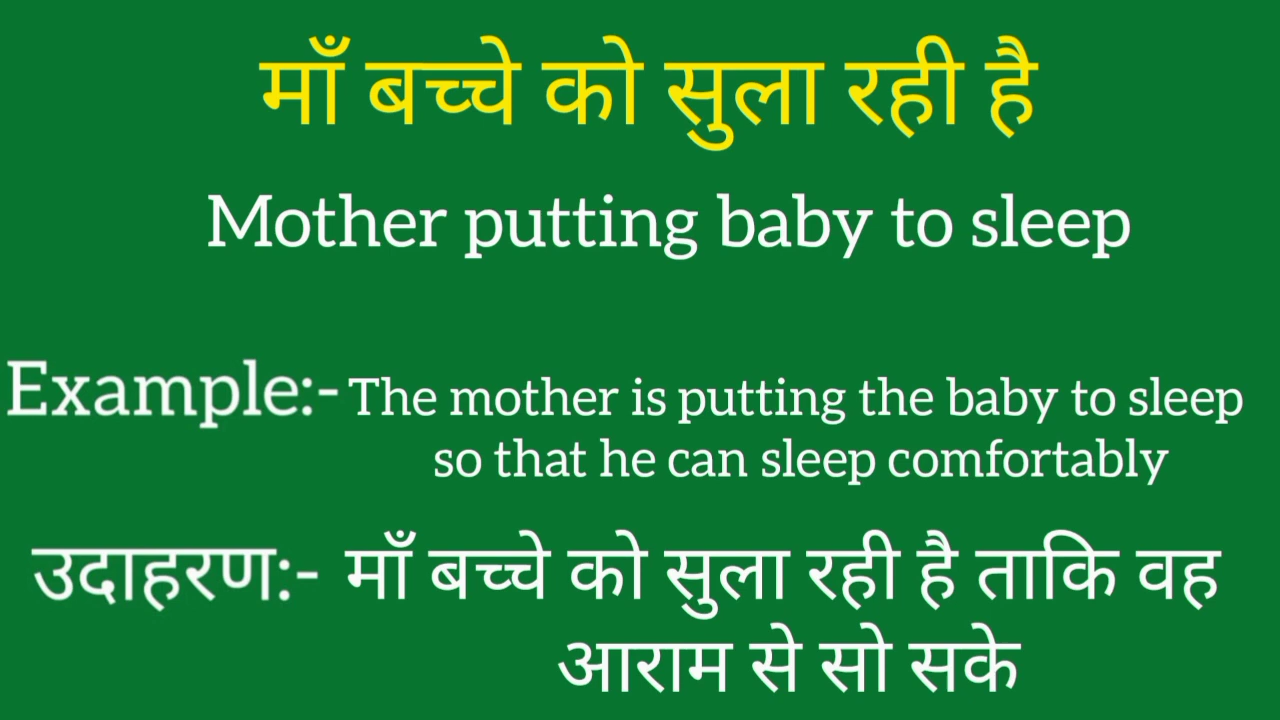 माँ बच्चे को सुला रही है
Mother putting baby to sleep
Example:- The mother is putting the baby to sleep
so that he can sleep comfortably
उदाहरण:- माँ बच्चे को सुला रही है ताकि वह
आराम से सो सके